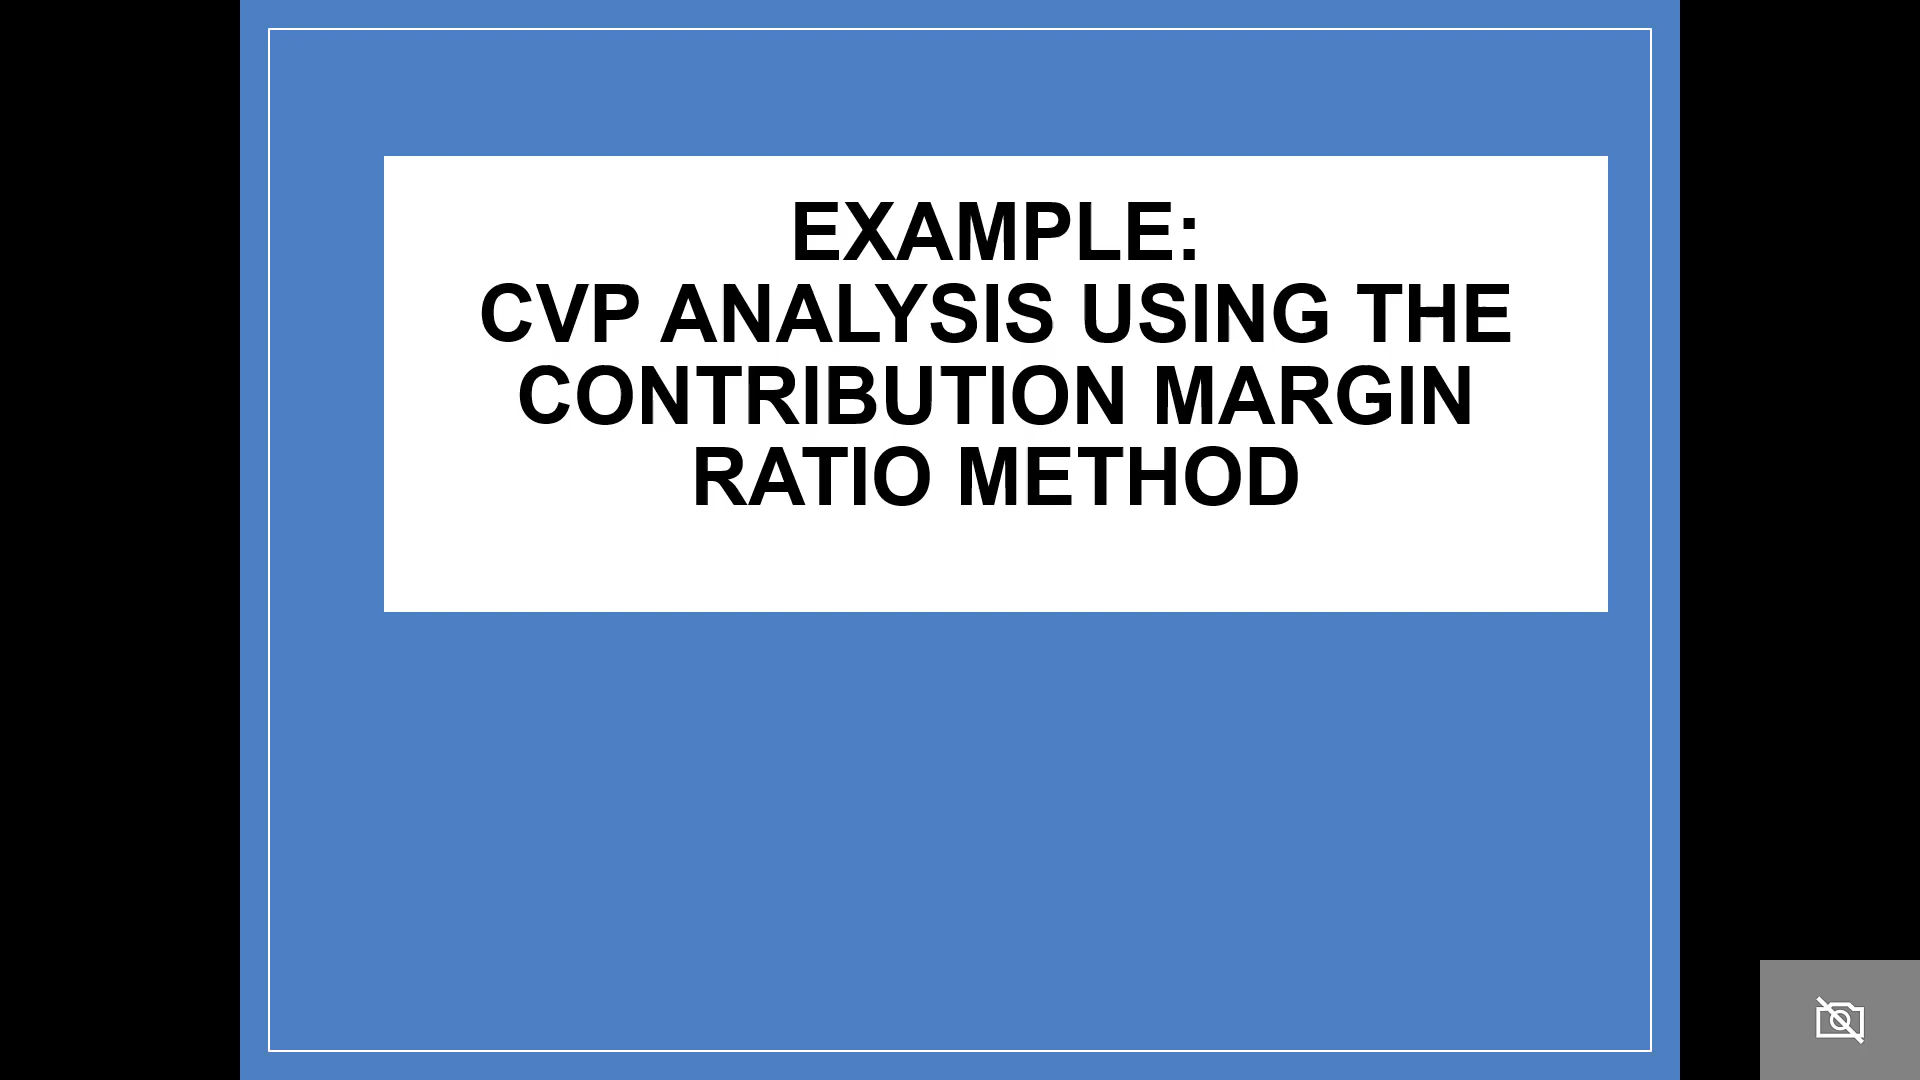 EXAMPLE:
CVP ANALYSIS USING THE
CONTRIBUTION MARGIN
RATIO METHOD